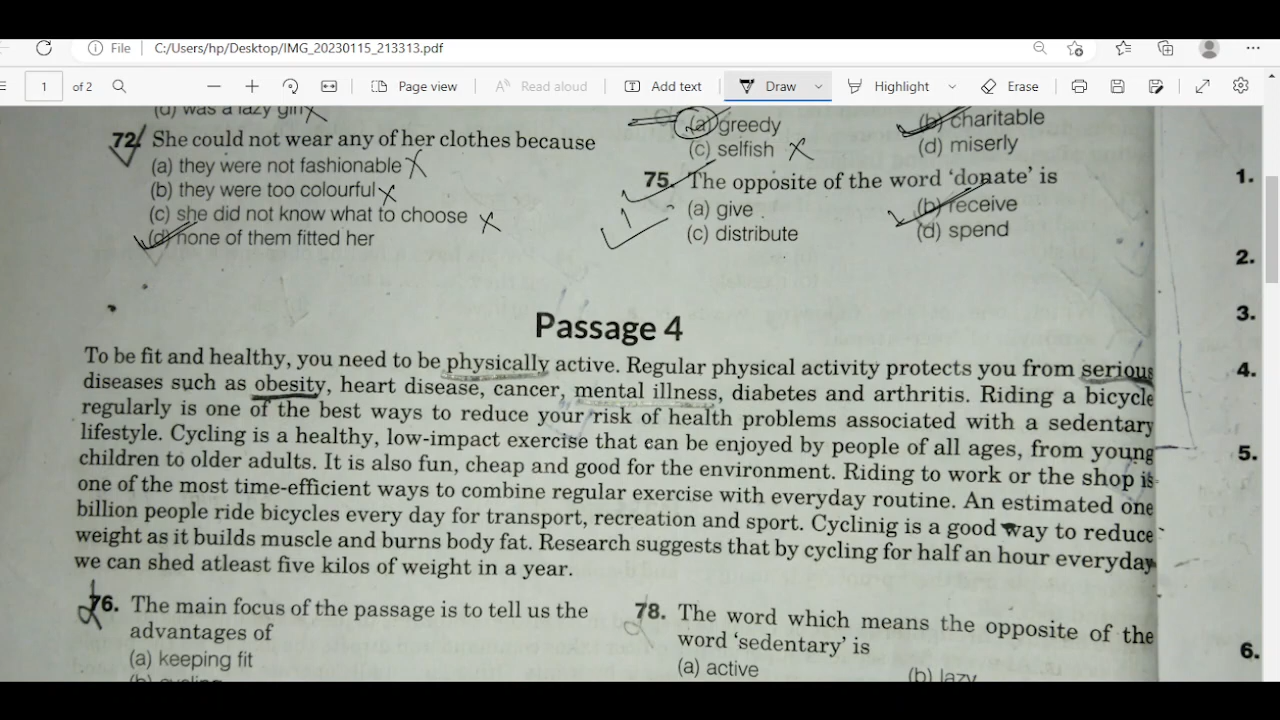 File
C:/Users/hp/Desktop/IMG_20230115_213313.pdf
1 of 2
Page view
Read aloud
Add text
Draw
Highlight
Erase
(d) was a lazy girl
72. She could not wear any of her clothes because
(a) they were not fashionable
(b) they were too colourful
(c) she did not know what to choose
(d) none of them fitted her
(a) greedy
(b) charitable
(c) selfish
(d) miserly
75. The opposite of the word 'donate' is
(a) give
(b) receive
(c) distribute
(d) spend
Passage 4
To be fit and healthy, you need to be physically active. Regular physical activity protects you from serious
diseases such as obesity, heart disease, cancer, mental illness, diabetes and arthritis. Riding a bicycle
regularly is one of the best ways to reduce your risk of health problems associated with a sedentary
lifestyle. Cycling is a healthy, low-impact exercise that can be enjoyed by people of all ages, from young
children to older adults. It is also fun, cheap and good for the environment. Riding to work or the shop is
one of the most time-efficient ways to combine regular exercise with everyday routine. An estimated one
billion people ride bicycles every day for transport, recreation and sport. Cyclinig is a good way to reduce
weight as it builds muscle and burns body fat. Research suggests that by cycling for half an hour everyday
we can shed atleast five kilos of weight in a year.
76. The main focus of the passage is to tell us the
advantages of
(a) keeping fit
(b) cycling
78. The word which means the opposite of the
word 'sedentary' is
(a) active
(b) lazy
1.
2.
3.
4.
5.
6.